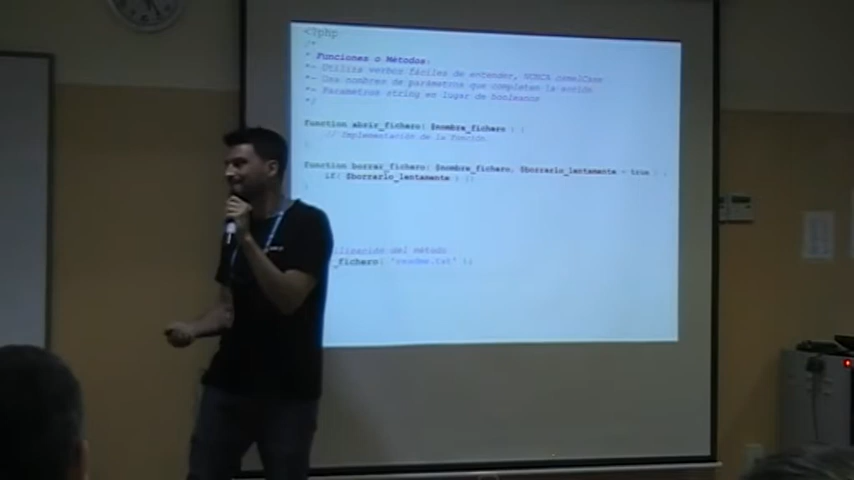 <?php
/*
* Funciones o Métodos:
*- Utiliza verbos fáciles de entender, NUNCA camelCase
*- Usa nombres de parámetros que completan la acción.
*- Parametros string en lugar de booleanos
*/
function abrir_fichero( $nombre_fichero ) {
// Implementación de la función.
function borrar_fichero( $nombre_fichero, $borrarlo_lentamente = true ) {
if( $borrarlo_lentamente )
ilización del método
_fichero( 'readme.txt' );